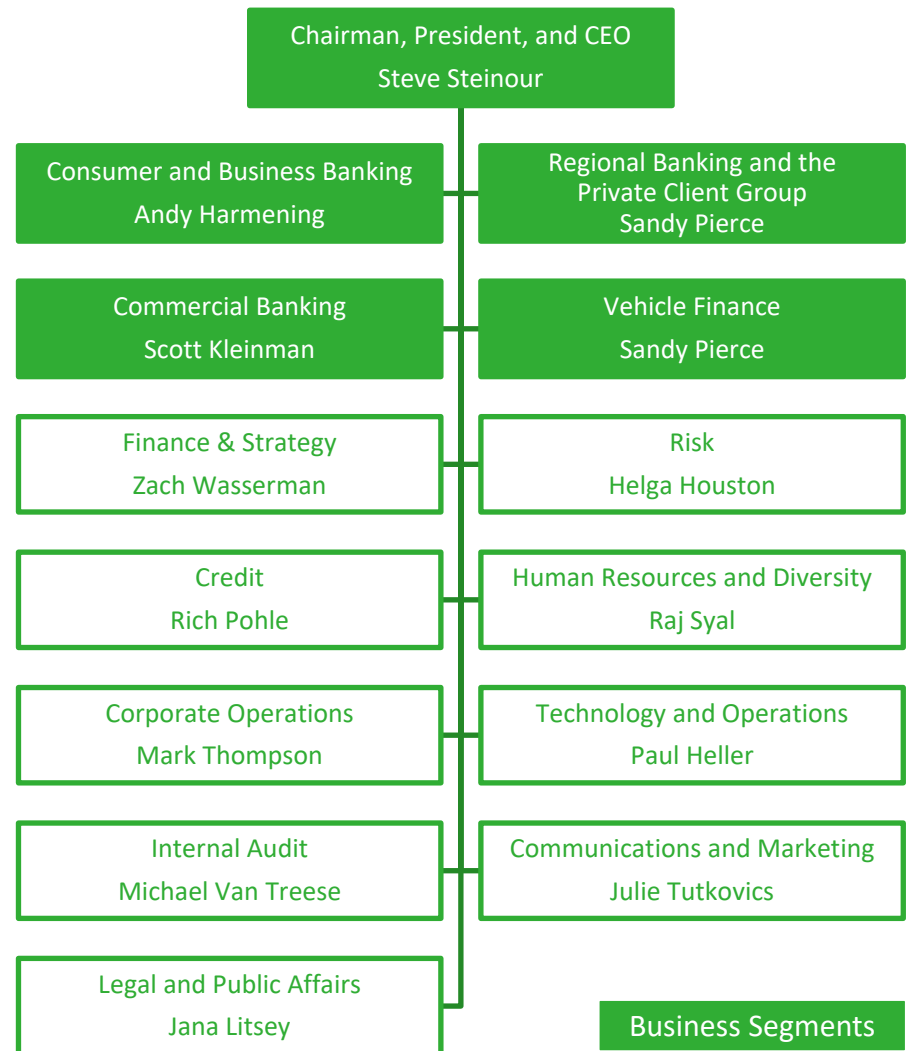 Chairman, President, and CEO
Steve Steinour
Consumer and Business Banking
Andy Harmening
Regional Banking and the
Private Client Group
Sandy Pierce
Commercial Banking
Scott Kleinman
Vehicle Finance
Sandy Pierce
Finance & Strategy
Zach Wasserman
Risk
Helga Houston
Credit
Rich Pohle
Human Resources and Diversity
Raj Syal
Corporate Operations
Mark Thompson
Technology and Operations
Paul Heller
Internal Audit
Michael Van Treese
Communications and Marketing
Julie Tutkovics
Legal and Public Affairs
Jana Litsey
Business Segments